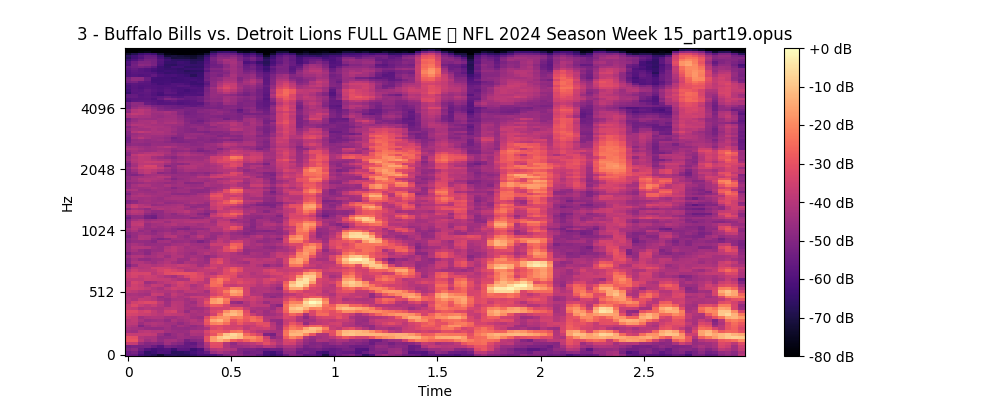 3 - Buffalo Bills vs. Detroit Lions FULL GAME ▯ NFL 2024 Season Week 15_part19.opus
+0 dB
-10 dB
-20 dB
-30 dB
-40 dB
-50 dB
-60 dB
-70 dB
-80 dB
4096
2048
1024
512
0
Hz
0
0.5
1
1.5
2
2.5
Time